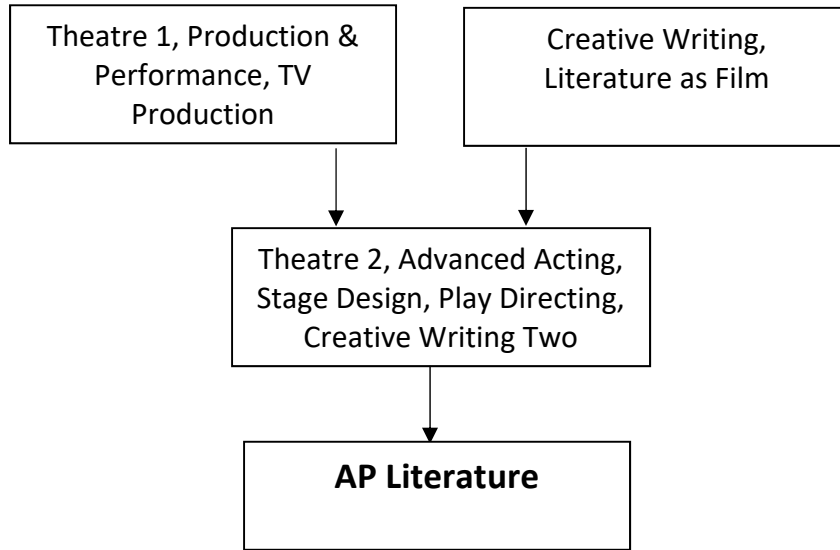 Theatre 1, Production &
Performance, TV
Production
Creative Writing,
Literature as Film
Theatre 2, Advanced Acting,
Stage Design, Play Directing,
Creative Writing Two
AP Literature